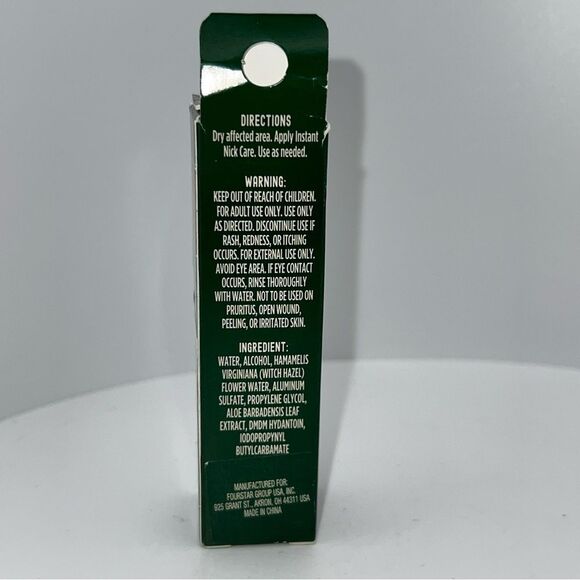 DIRECTIONS
Dry affected area. Apply Instant
Nick Care. Use as needed.
WARNING:
KEEP OUT OF REACH OF CHILDREN.
FOR ADULT USE ONLY. USE ONLY
AS DIRECTED. DISCONTINUE USE IF
RASH, REDNESS, OR ITCHING
OCCURS. FOR EXTERNAL USE ONLY.
AVOID EYE AREA. IF EYE CONTACT
OCCURS, RINSE THOROUGHLY
WITH WATER. NOT TO BE USED ON
PRURITUS, OPEN WOUND,
PEELING, OR IRRITATED SKIN.
INGREDIENT:
WATER, ALCOHOL, HAMAMELIS
VIRGINIANA (WITCH HAZEL)
FLOWER WATER, ALUMINUM
SULFATE, PROPYLENE GLYCOL,
ALOE BARBADENSIS LEAF
EXTRACT, DMDM HYDANTOIN,
IODOPROPYNYL
BUTYLCARBAMATE
MANUFACTURED FOR:
FOURSTAR GROUP USA, INC.
925 GRANT ST., AKRON, OH 44311 USA
MADE IN CHINA